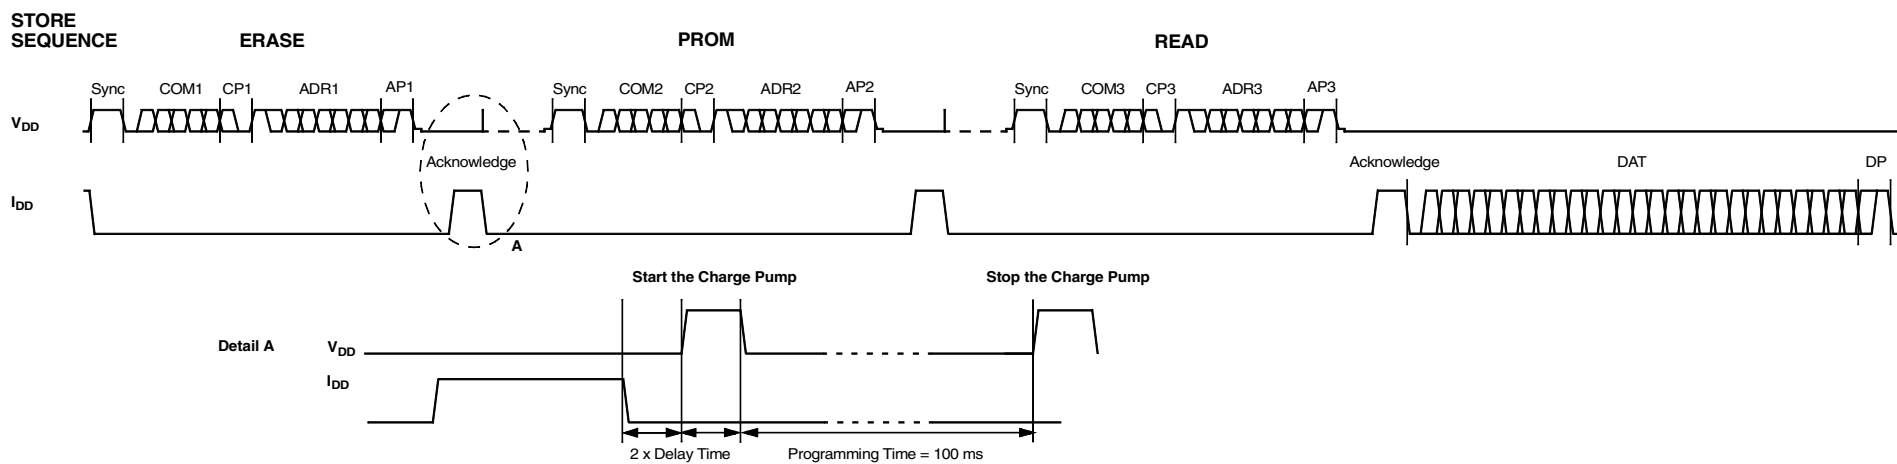 STORE
SEQUENCE
ERASE
PROM
READ
Sync COM1 CP1 ADR1 AP1
Sync COM2 CP2 ADR2 AP2
Sync COM3 CP3 ADR3 AP3
VDD
Acknowledge
Acknowledge
DAT
DP
IDD
A
Start the Charge Pump
Stop the Charge Pump
Detail A
VDD
IDD
2 x Delay Time
Programming Time = 100 ms